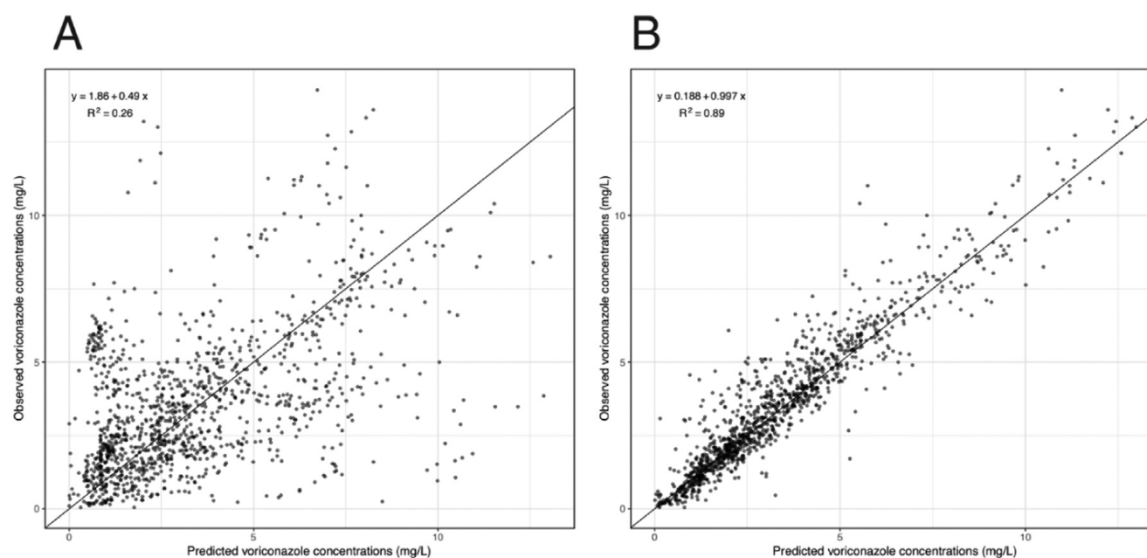 A
y = 1.86 + 0.49 x
R² = 0.26
Observed voriconazole concentrations (mg/L)
10
5
0
0
5
10
Predicted voriconazole concentrations (mg/L)
B
y = 0.188 + 0.997 x
R² = 0.89
Observed voriconazole concentrations (mg/L)
10
5
0
0
5
10
Predicted voriconazole concentrations (mg/L)